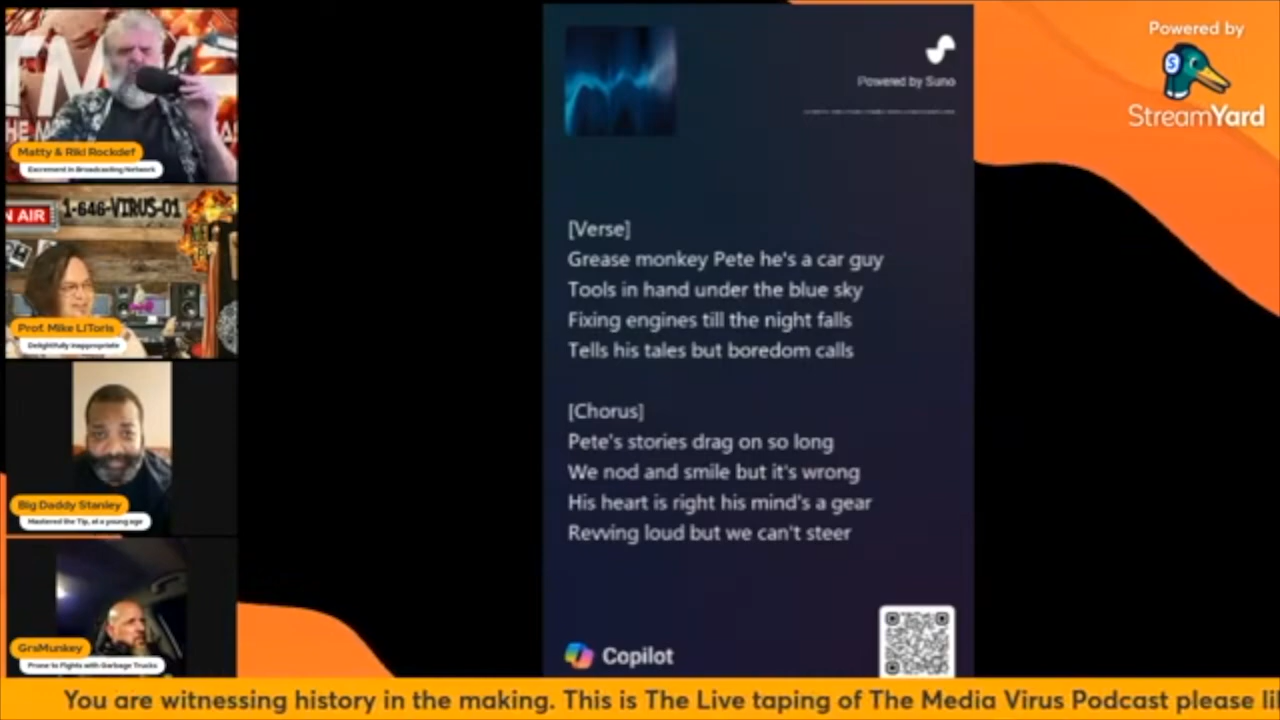 Matty & Riki Rockdef
Excrement in Broadcasting Network
N AIR
1-646-VIRUS-01
Prof. Mike LiToris
Delightfully Inappropriate
Big Daddy Stanley
Mastered the Tip, at a young age
GrsMunkey
Prone to Fights with Garbage Trucks
Powered by Suno
[Verse]
Grease monkey Pete he's a car guy
Tools in hand under the blue sky
Fixing engines till the night falls
Tells his tales but boredom calls
[Chorus]
Pete's stories drag on so long
We nod and smile but it's wrong
His heart is right his mind's a gear
Revving loud but we can't steer
Copilot
Powered by
StreamYard
You are witnessing history in the making. This is The Live taping of The Media Virus Podcast please li